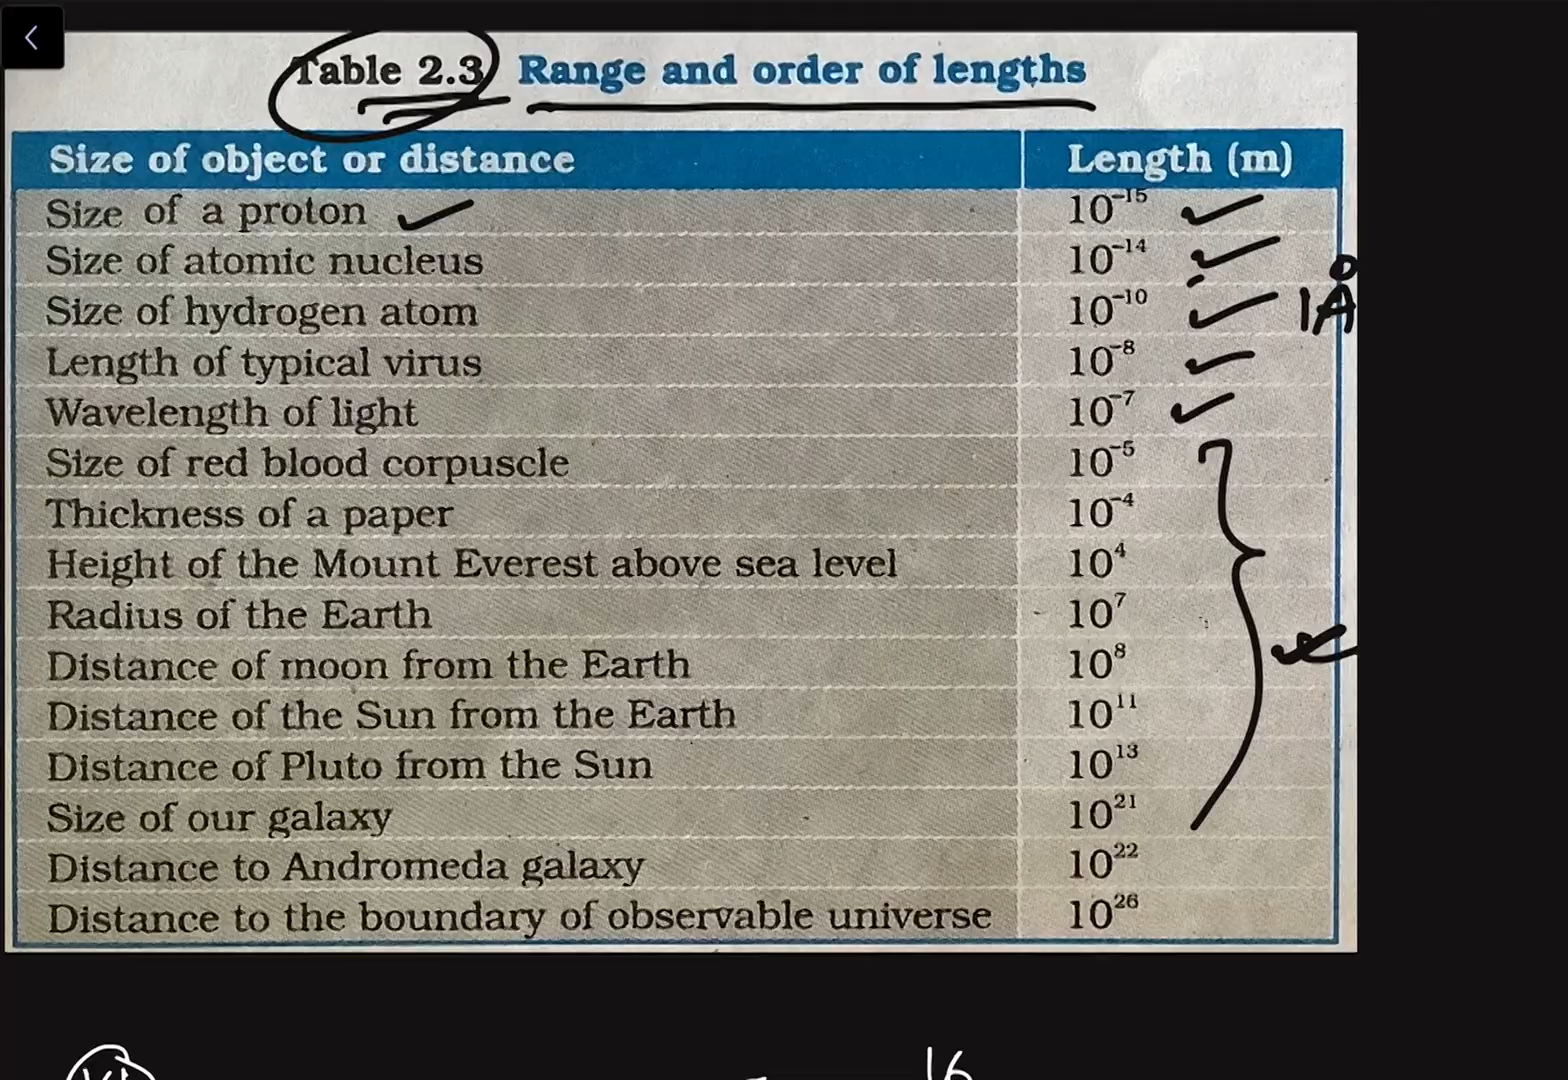 Table 2.3 Range and order of lengths
Size of object or distance Length (m)
Size of a proton 10⁻¹⁵
Size of atomic nucleus 10⁻¹⁴
Size of hydrogen atom 10⁻¹⁰ 1Å
Length of typical virus 10⁻⁸
Wavelength of light 10⁻⁷
Size of red blood corpuscle 10⁻⁵
Thickness of a paper 10⁻⁴
Height of the Mount Everest above sea level 10⁴
Radius of the Earth 10⁷
Distance of moon from the Earth 10⁸
Distance of the Sun from the Earth 10¹¹
Distance of Pluto from the Sun 10¹³
Size of our galaxy 10²¹
Distance to Andromeda galaxy 10²²
Distance to the boundary of observable universe 10²⁶
16